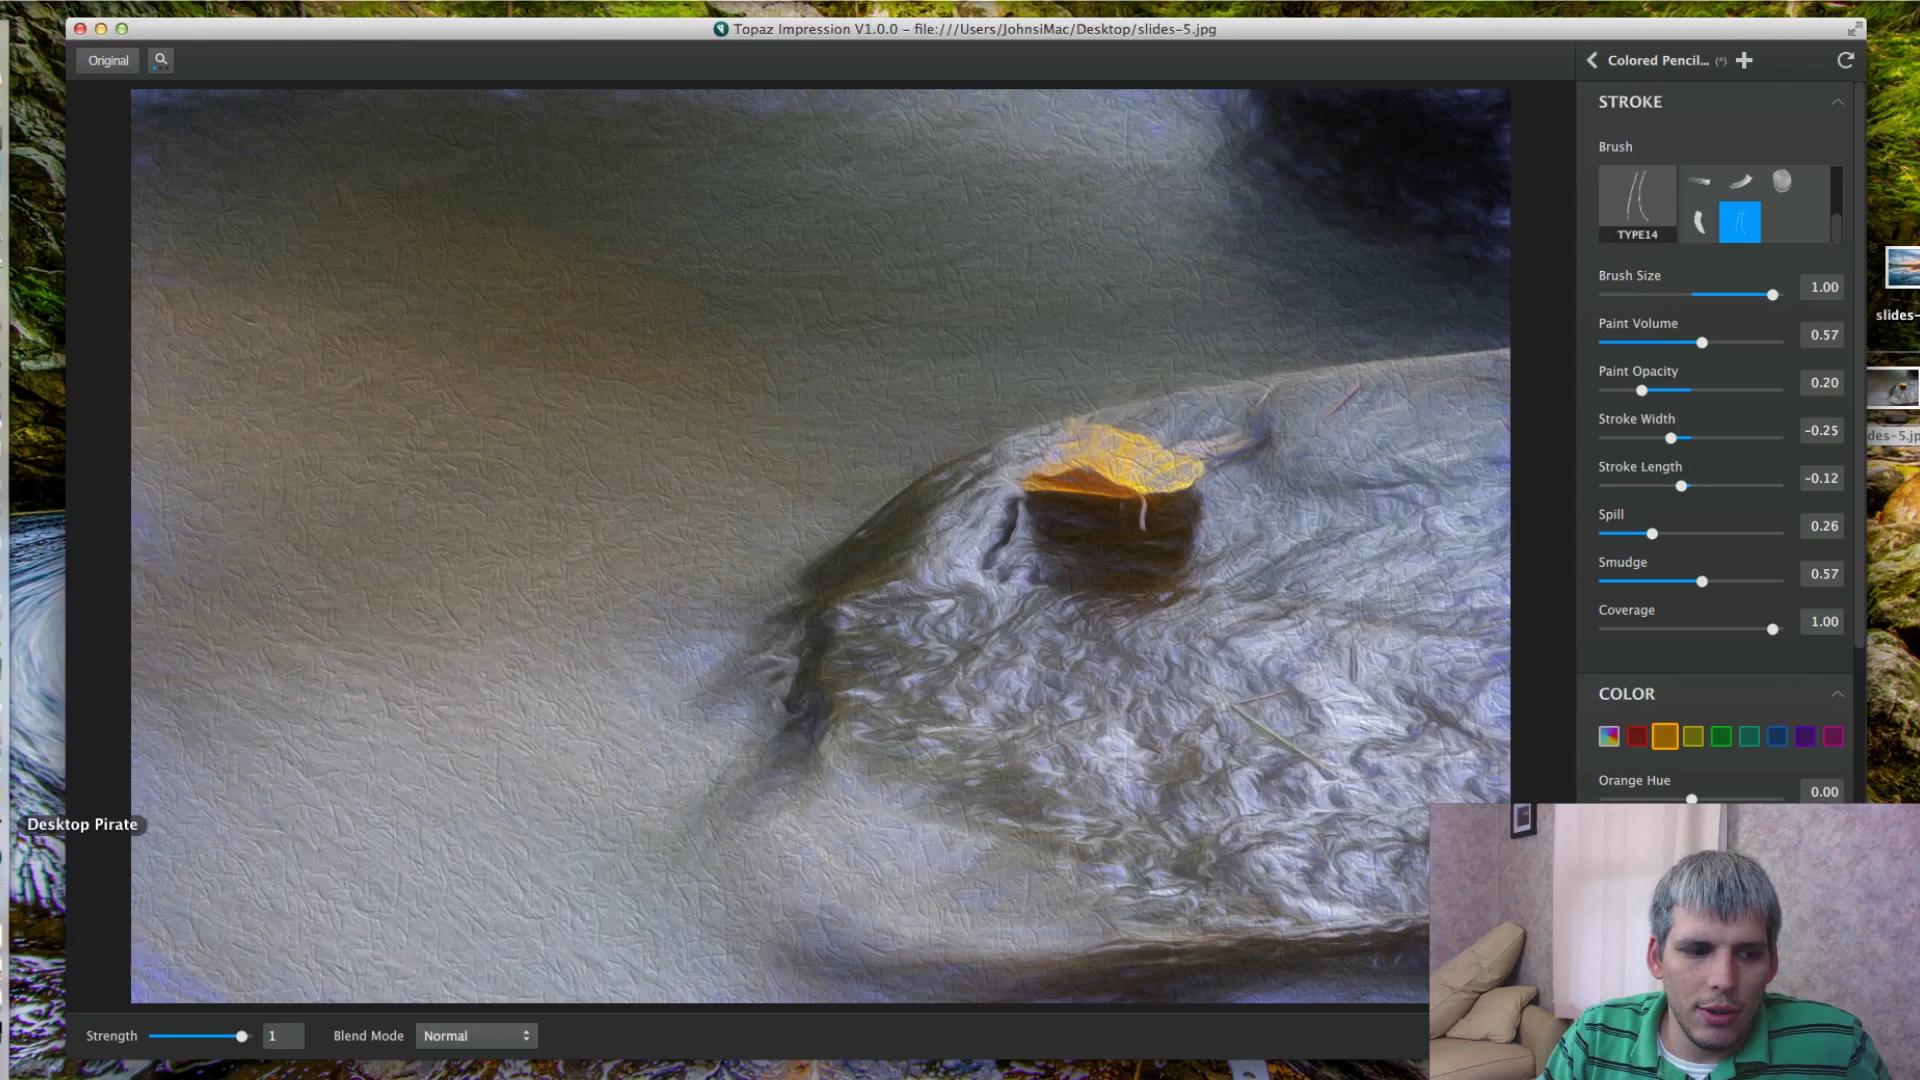 Topaz Impression V1.0.0 – file:///Users/JohnsiMac/Desktop/slides-5.jpg
Original
Colored Pencil... (*)
STROKE
Brush
TYPE14
Brush Size
1.00
Paint Volume
0.57
Paint Opacity
0.20
Stroke Width
-0.25
Stroke Length
-0.12
Spill
0.26
Smudge
0.57
Coverage
1.00
COLOR
Orange Hue
0.00
slides-
des-5.jp
Desktop Pirate
Strength
1
Blend Mode
Normal